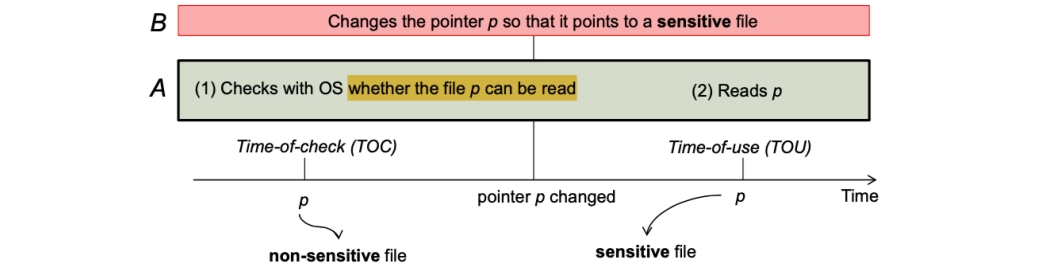 B
Changes the pointer p so that it points to a sensitive file
A
(1) Checks with OS whether the file p can be read
(2) Reads p
Time-of-check (TOC)
Time-of-use (TOU)
p
pointer p changed
p
Time
non-sensitive file
sensitive file